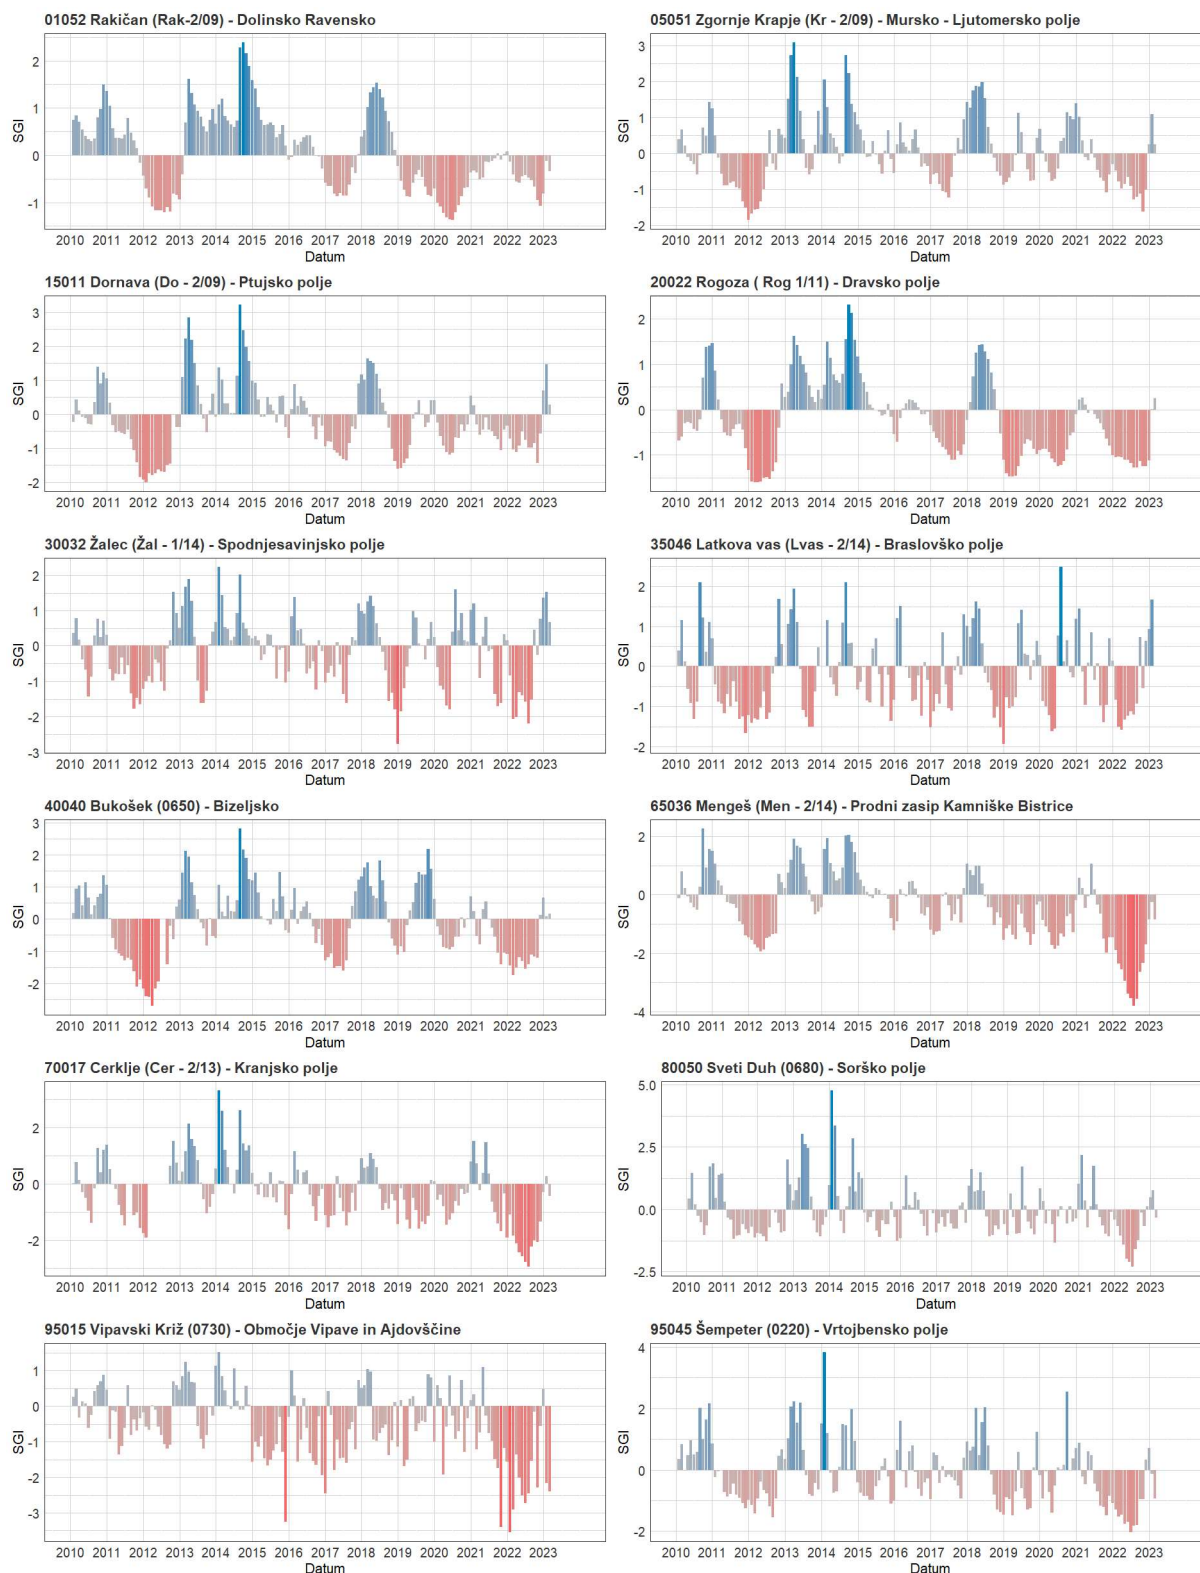 01052 Rakičan (Rak-2/09) - Dolinsko Ravensko
SGI
2
1
0
-1
2010 2011 2012 2013 2014 2015 2016 2017 2018 2019 2020 2021 2022 2023
Datum
05051 Zgornje Krapje (Kr - 2/09) - Mursko - Ljutomersko polje
SGI
3
2
1
0
-1
-2
2010 2011 2012 2013 2014 2015 2016 2017 2018 2019 2020 2021 2022 2023
Datum
15011 Dornava (Do - 2/09) - Ptujsko polje
SGI
3
2
1
0
-1
-2
2010 2011 2012 2013 2014 2015 2016 2017 2018 2019 2020 2021 2022 2023
Datum
20022 Rogoza ( Rog 1/11) - Dravsko polje
SGI
2
1
0
-1
2010 2011 2012 2013 2014 2015 2016 2017 2018 2019 2020 2021 2022 2023
Datum
30032 Žalec (Žal - 1/14) - Spodnjesavinjsko polje
SGI
2
1
0
-1
-2
-3
2010 2011 2012 2013 2014 2015 2016 2017 2018 2019 2020 2021 2022 2023
Datum
35046 Latkova vas (Lvas - 2/14) - Braslovško polje
SGI
2
1
0
-1
-2
2010 2011 2012 2013 2014 2015 2016 2017 2018 2019 2020 2021 2022 2023
Datum
40040 Bukošek (0650) - Bizeljsko
SGI
3
2
1
0
-1
-2
2010 2011 2012 2013 2014 2015 2016 2017 2018 2019 2020 2021 2022 2023
Datum
65036 Mengeš (Men - 2/14) - Prodni zasip Kamniške Bistrice
SGI
2
0
-2
-4
2010 2011 2012 2013 2014 2015 2016 2017 2018 2019 2020 2021 2022 2023
Datum
70017 Cerklje (Cer - 2/13) - Kranjsko polje
SGI
2
0
-2
2010 2011 2012 2013 2014 2015 2016 2017 2018 2019 2020 2021 2022 2023
Datum
80050 Sveti Duh (0680) - Sorško polje
SGI
5.0
2.5
0.0
-2.5
2010 2011 2012 2013 2014 2015 2016 2017 2018 2019 2020 2021 2022 2023
Datum
95015 Vipavski Križ (0730) - Območje Vipave in Ajdovščine
SGI
1
0
-1
-2
-3
2010 2011 2012 2013 2014 2015 2016 2017 2018 2019 2020 2021 2022 2023
Datum
95045 Šempeter (0220) - Vrtojbensko polje
SGI
4
2
0
-2
2010 2011 2012 2013 2014 2015 2016 2017 2018 2019 2020 2021 2022 2023
Datum